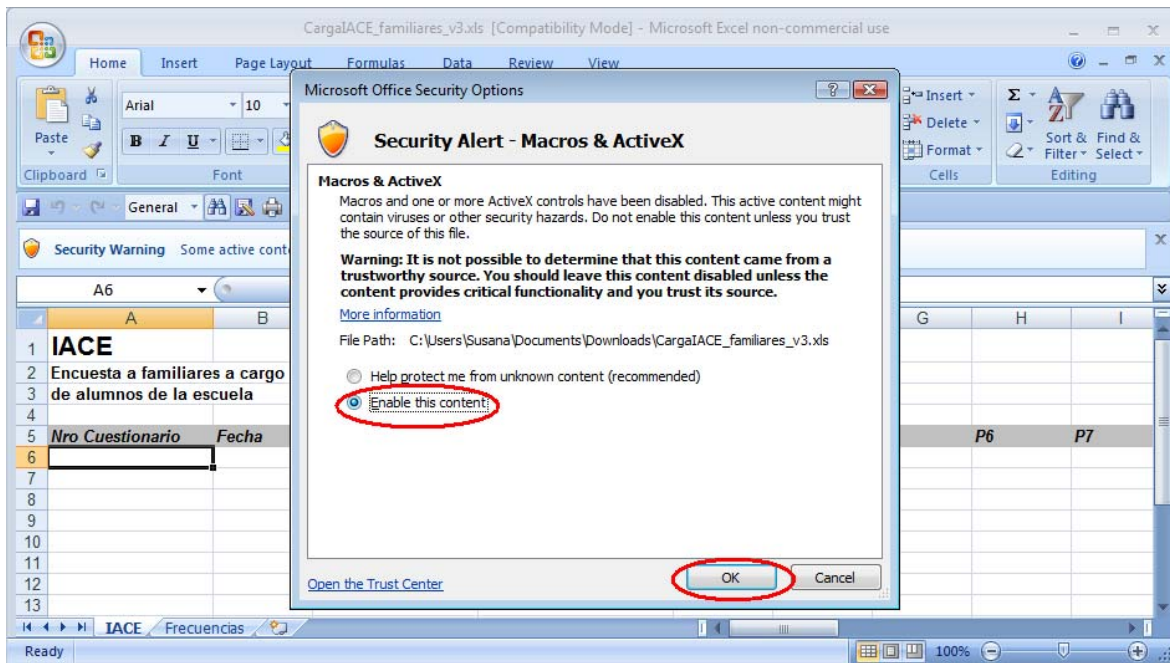 CargaIACE_familiares_v3.xls [Compatibility Mode] - Microsoft Excel non-commercial use
Home Insert Page Layout Formulas Data Review View
Arial 10
Paste
B I U
Clipboard Font
Insert
Delete
Format
Cells
Σ
Sort & Filter
Find & Select
Editing
General
Security Warning Some active cont
A6
Microsoft Office Security Options
Security Alert - Macros & ActiveX
Macros & ActiveX
Macros and one or more ActiveX controls have been disabled. This active content might
contain viruses or other security hazards. Do not enable this content unless you trust
the source of this file.
Warning: It is not possible to determine that this content came from a
trustworthy source. You should leave this content disabled unless the
content provides critical functionality and you trust its source.
More information
File Path: C:\Users\Susana\Documents\Downloads\CargaIACE_familiares_v3.xls
Help protect me from unknown content (recommended)
Enable this content
Open the Trust Center
OK Cancel
A B G H I
1 IACE
2 Encuesta a familiares a cargo
3 de alumnos de la escuela
4
5 Nro Cuestionario Fecha P6 P7
6
7
8
9
10
11
12
13
IACE Frecuencias
Ready 100%